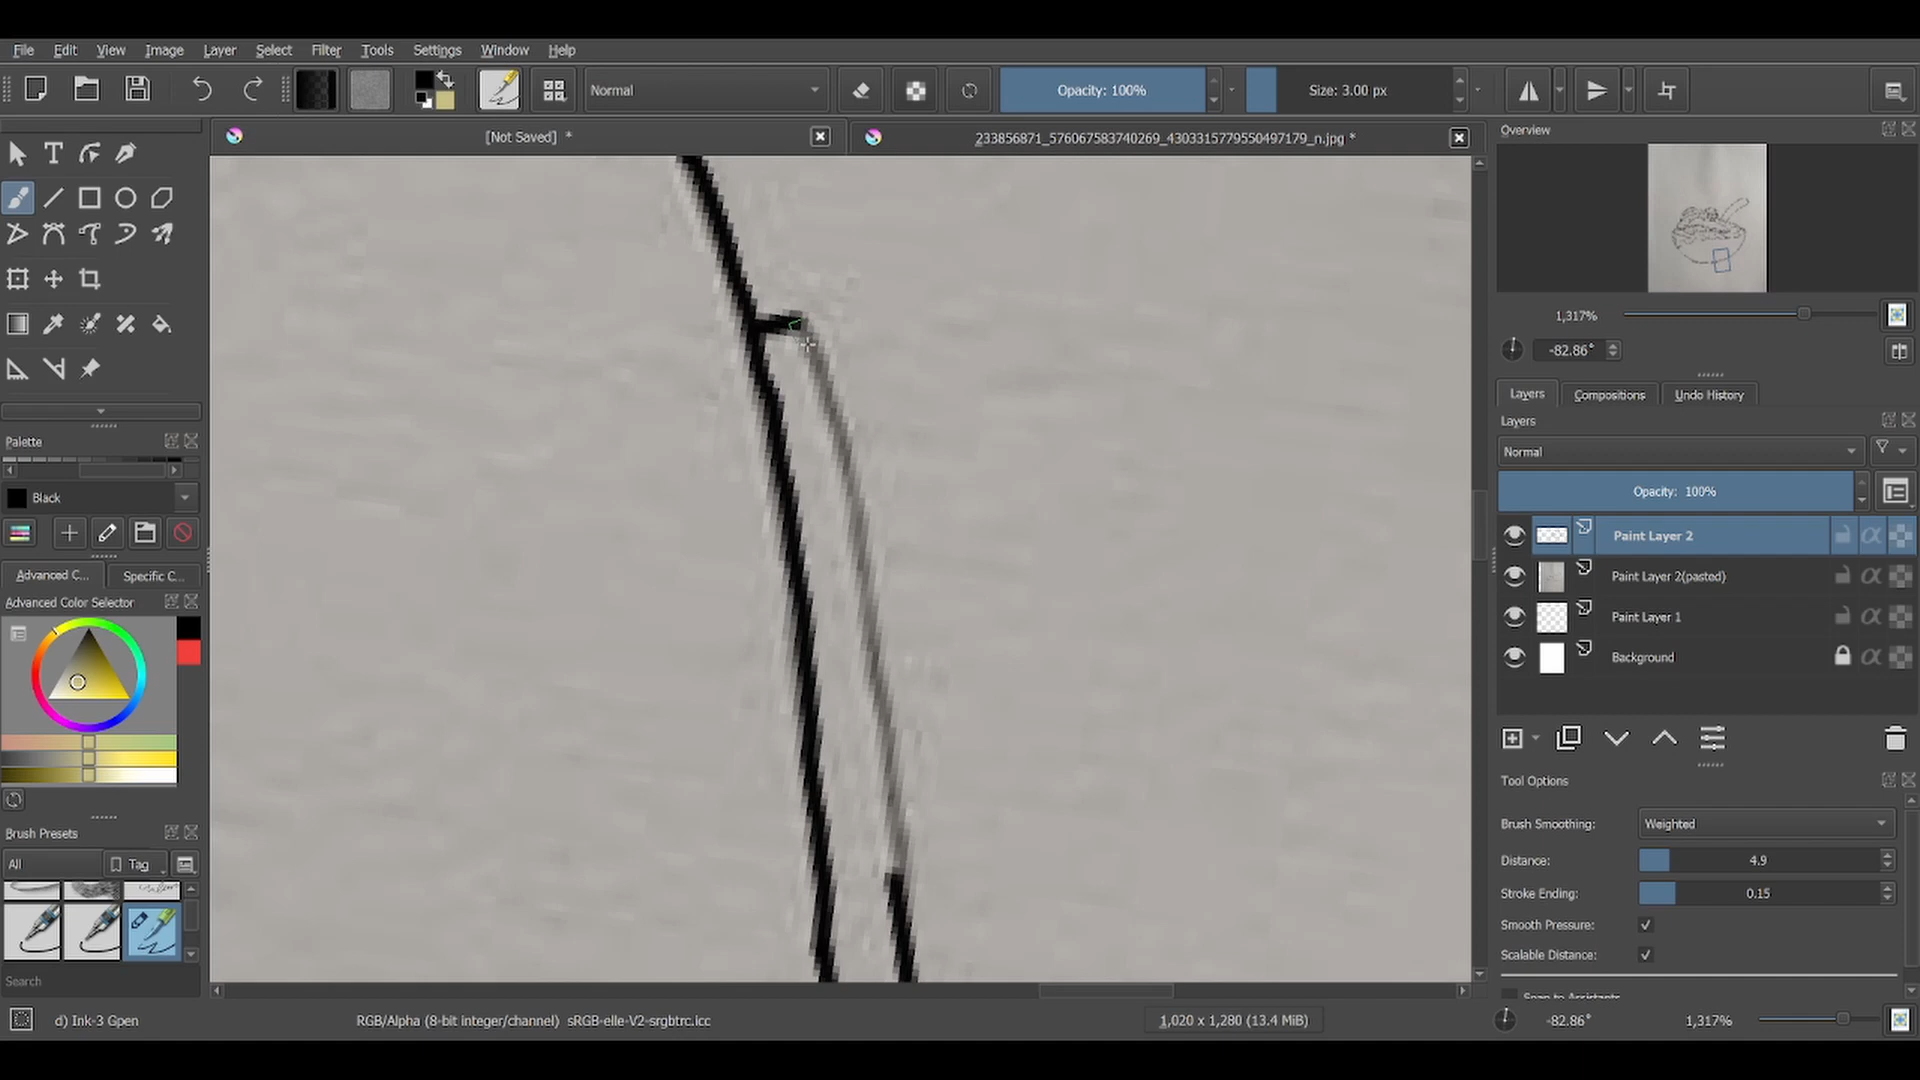 File Edit View Image Layer Select Filter Tools Settings Window Help
Normal Opacity: 100% Size: 3.00 px
[Not Saved] *
233856871_576067583740269_4303315779550497179_n.jpg *
Overview
1,317%
-82.86°
Layers Compositions Undo History
Layers
Normal
Opacity: 100%
Paint Layer 2
Paint Layer 2(pasted)
Paint Layer 1
Background
Tool Options
Brush Smoothing: Weighted
Distance: 4.9
Stroke Ending: 0.15
Smooth Pressure:
Scalable Distance:
Snap to Assistants
Palette
Black
Advanced C... Specific C...
Advanced Color Selector
Brush Presets
All Tag
Search
d) Ink-3 Gpen RGB/Alpha (8-bit integer/channel) sRGB-elle-V2-srgbtrc.icc 1,020 x 1,280 (13.4 MiB) -82.86° 1,317%